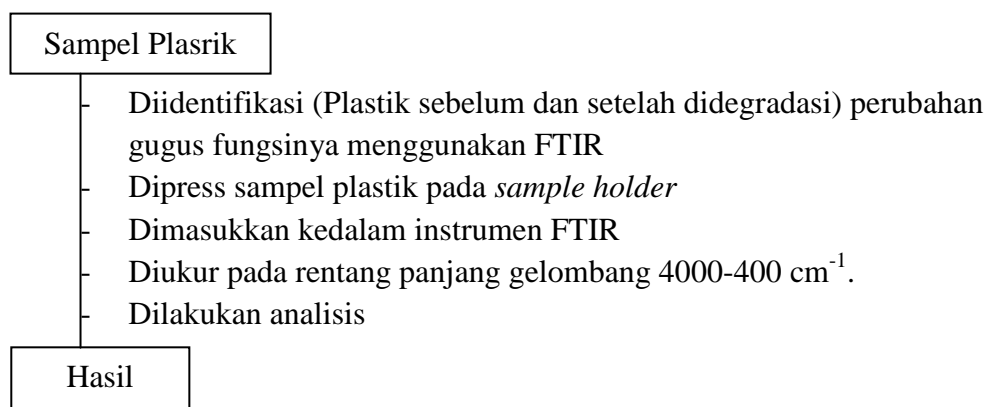 Sampel Plasrik
- Diidentifikasi (Plastik sebelum dan setelah didegradasi) perubahan
gugus fungsinya menggunakan FTIR
- Dipress sampel plastik pada sample holder
- Dimasukkan kedalam instrumen FTIR
- Diukur pada rentang panjang gelombang 4000-400 cm⁻¹.
- Dilakukan analisis
Hasil